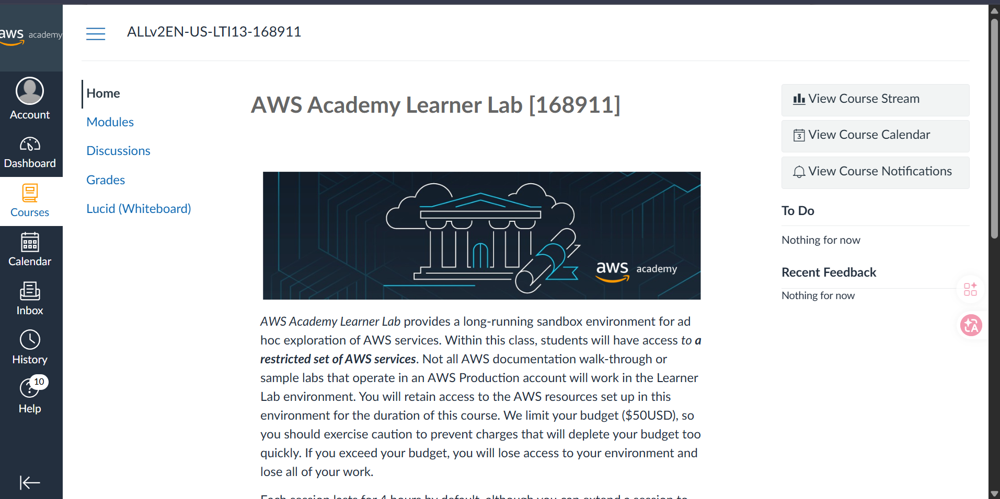 aws academy
ALLv2EN-US-LTI13-168911
Account
Dashboard
Courses
Calendar
Inbox
History
10
Help
Home
Modules
Discussions
Grades
Lucid (Whiteboard)
AWS Academy Learner Lab [168911]
aws academy
AWS Academy Learner Lab provides a long-running sandbox environment for ad
hoc exploration of AWS services. Within this class, students will have access to a
restricted set of AWS services. Not all AWS documentation walk-through or
sample labs that operate in an AWS Production account will work in the Learner
Lab environment. You will retain access to the AWS resources set up in this
environment for the duration of this course. We limit your budget ($50USD), so
you should exercise caution to prevent charges that will deplete your budget too
quickly. If you exceed your budget, you will lose access to your environment and
lose all of your work.
Each session lasts for 4 hours by default, although you can extend a session to
View Course Stream
3 View Course Calendar
View Course Notifications
To Do
Nothing for now
Recent Feedback
Nothing for now
A